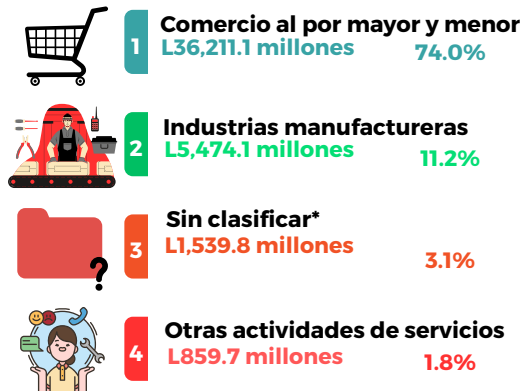 1
Comercio al por mayor y menor
L36,211.1 millones 74.0%
2
Industrias manufactureras
L5,474.1 millones 11.2%
3
Sin clasificar*
L1,539.8 millones 3.1%
?
4
Otras actividades de servicios
L859.7 millones 1.8%